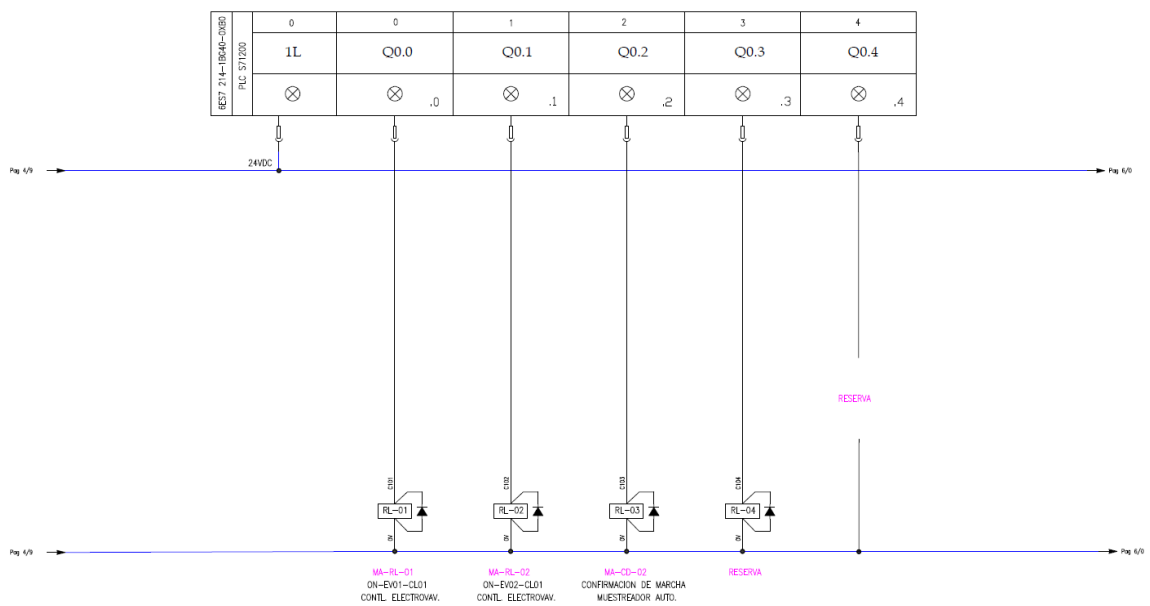 6ES7 214-1BG40-0XB0
PLC S71200
0 0 1 2 3 4
1L Q0.0 Q0.1 Q0.2 Q0.3 Q0.4
.0 .1 .2 .3 .4
24VDC
Pag 4/9
Pag 6/0
RESERVA
C101 C102 C103 C104
RL-01 RL-02 RL-03 RL-04
0V 0V 0V 0V
Pag 4/9
Pag 6/0
MA-RL-01
ON-EV01-CL01
CONTL. ELECTROVAV.
MA-RL-02
ON-EV02-CL01
CONTL. ELECTROVAV.
MA-CD-02
CONFIRMACION DE MARCHA
MUESTREADOR AUTO.
RESERVA